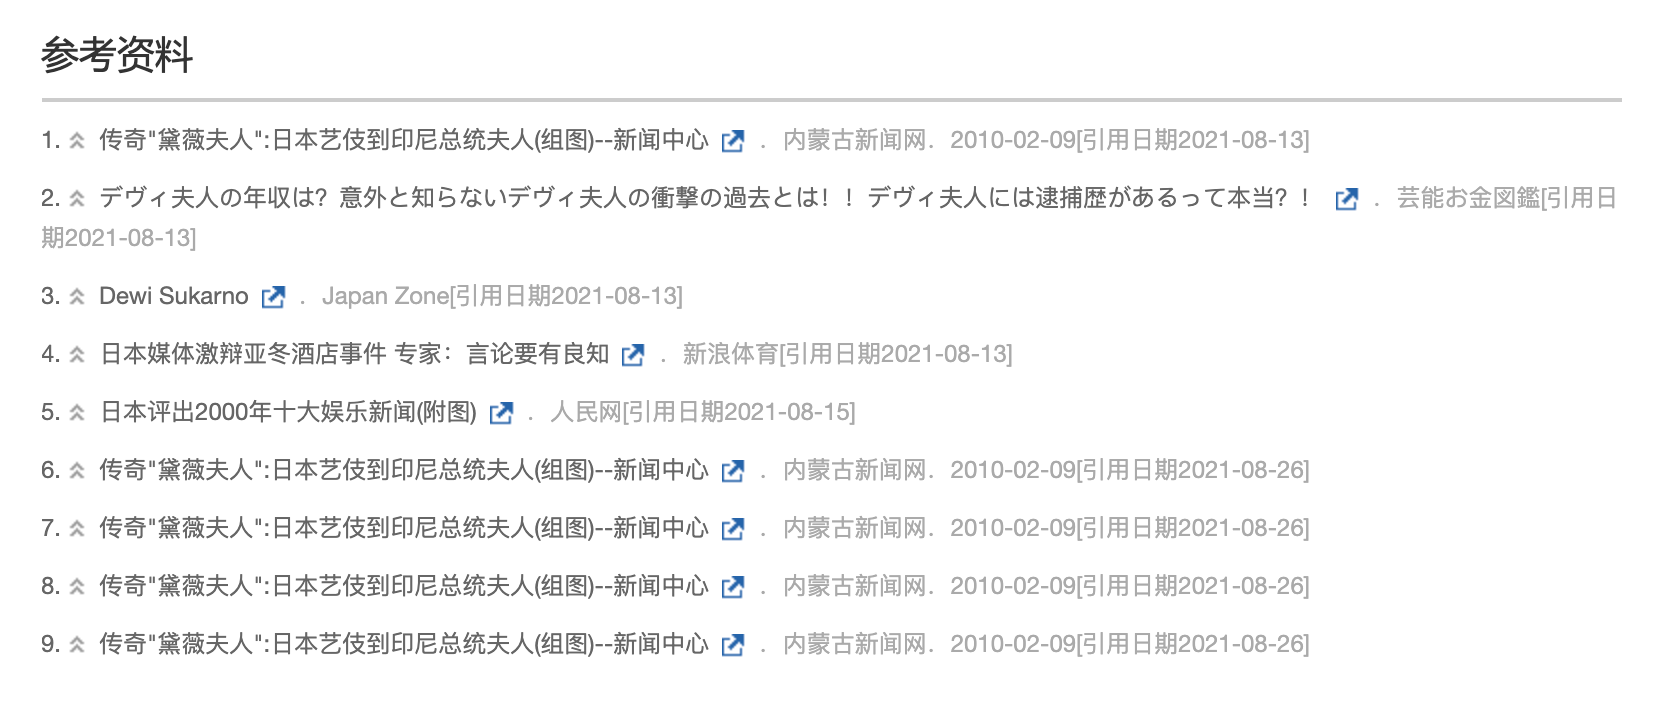 参考资料
1. 传奇"黛薇夫人":日本艺伎到印尼总统夫人(组图)--新闻中心 ．内蒙古新闻网．2010-02-09[引用日期2021-08-13]
2. デヴィ夫人の年収は？意外と知らないデヴィ夫人の衝撃の過去とは！！デヴィ夫人には逮捕歴があるって本当？！ ．芸能お金図鑑[引用日
期2021-08-13]
3. Dewi Sukarno ．Japan Zone[引用日期2021-08-13]
4. 日本媒体激辩亚冬酒店事件 专家：言论要有良知 ．新浪体育[引用日期2021-08-13]
5. 日本评出2000年十大娱乐新闻(附图) ．人民网[引用日期2021-08-15]
6. 传奇"黛薇夫人":日本艺伎到印尼总统夫人(组图)--新闻中心 ．内蒙古新闻网．2010-02-09[引用日期2021-08-26]
7. 传奇"黛薇夫人":日本艺伎到印尼总统夫人(组图)--新闻中心 ．内蒙古新闻网．2010-02-09[引用日期2021-08-26]
8. 传奇"黛薇夫人":日本艺伎到印尼总统夫人(组图)--新闻中心 ．内蒙古新闻网．2010-02-09[引用日期2021-08-26]
9. 传奇"黛薇夫人":日本艺伎到印尼总统夫人(组图)--新闻中心 ．内蒙古新闻网．2010-02-09[引用日期2021-08-26]